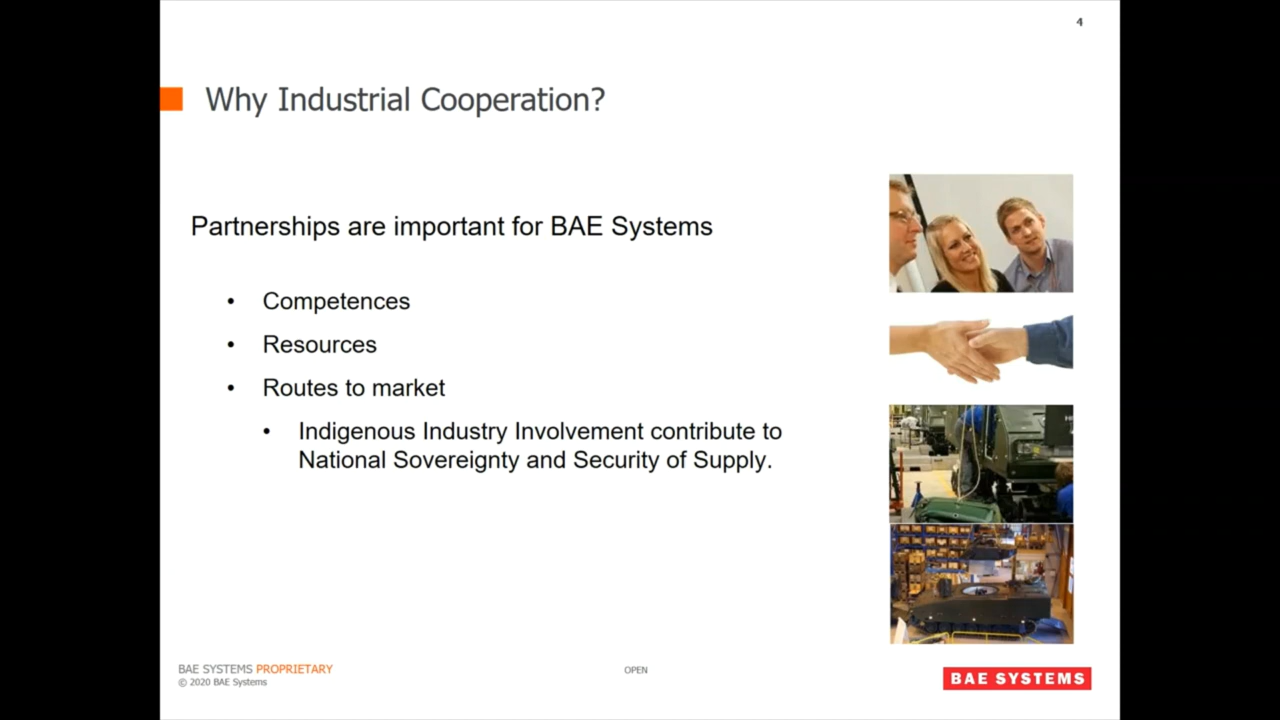 4
Why Industrial Cooperation?
Partnerships are important for BAE Systems
• Competences
• Resources
• Routes to market
• Indigenous Industry Involvement contribute to
National Sovereignty and Security of Supply.
BAE SYSTEMS PROPRIETARY
© 2020 BAE Systems
OPEN
BAE SYSTEMS